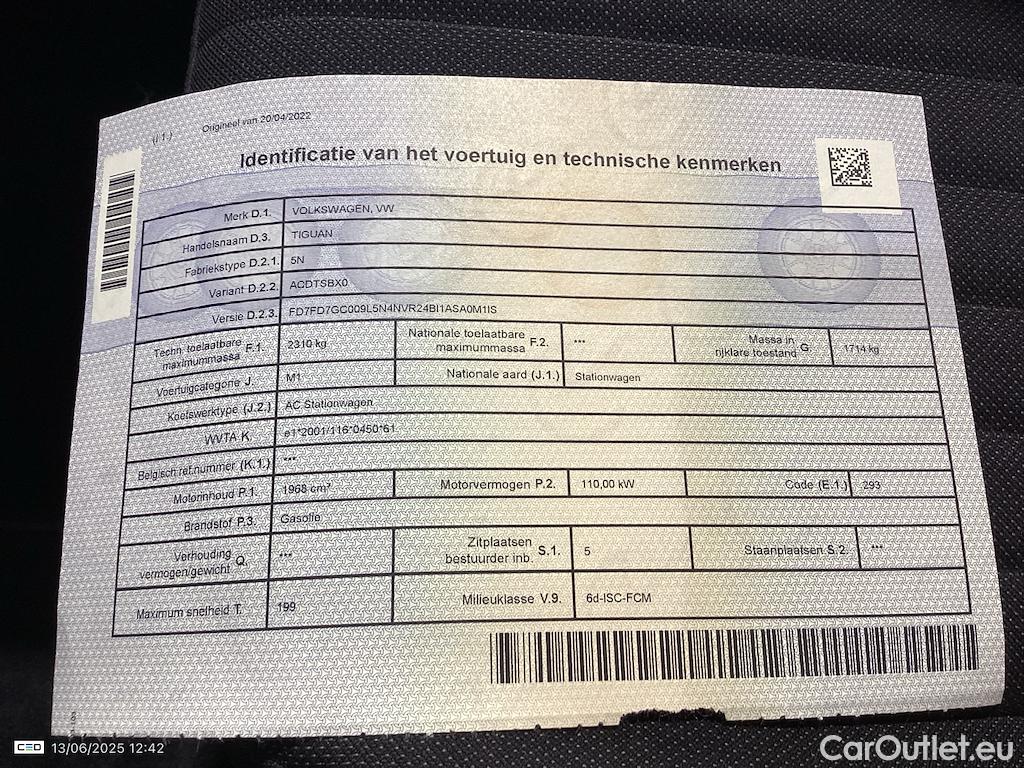 (I 1.) Origineel van 20/04/2022
Identificatie van het voertuig en technische kenmerken
Merk D.1. VOLKSWAGEN, VW
Handelsnaam D.3. TIGUAN
Fabriekstype D.2.1. 5N
Variant D.2.2. ACDTSBX0
Versie D.2.3. FD7FD7GC009L5N4NVR24BI1ASA0M1IS
Techn. toelaatbare maximummassa F.1. 2310 kg Nationale toelaatbare maximummassa F.2. *** Massa in rijklare toestand G. 1714 kg
Voertuigcategorie J. M1 Nationale aard (J.1.) Stationwagen
Koetswerktype (J.2.) AC Stationwagen
WVTA K. e1*2001/116*0450*61
Belgisch ref.nummer (K.1.) ***
Motorinhoud P.1. 1968 cm³ Motorvermogen P.2. 110,00 kW Code (E.1.) 293
Brandstof P.3. Gasolie
Verhouding vermogen/gewicht Q. *** Zitplaatsen bestuurder inb. S.1. 5 Staanplaatsen S.2. ***
Maximum snelheid T. 199 Milieuklasse V.9. 6d-ISC-FCM
CEO 13/06/2025 12:42
CarOutlet.eu